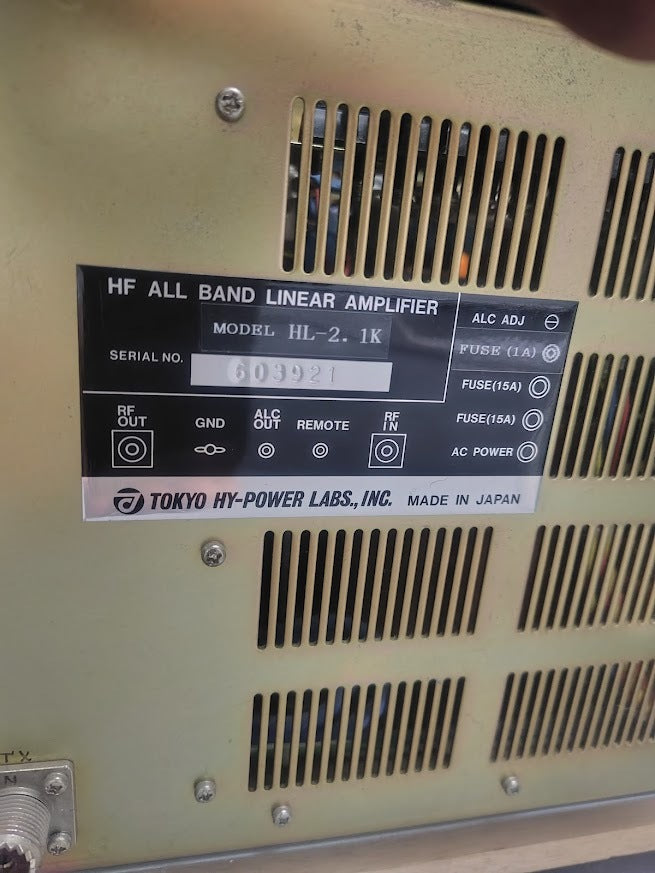 HF ALL BAND LINEAR AMPLIFIER
MODEL HL-2.1K
SERIAL NO. 603921
ALC ADJ
FUSE (1A)
FUSE(15A)
FUSE(15A)
AC POWER
RF OUT
GND
ALC OUT
REMOTE
RF IN
TOKYO HY-POWER LABS., INC. MADE IN JAPAN
TX
N